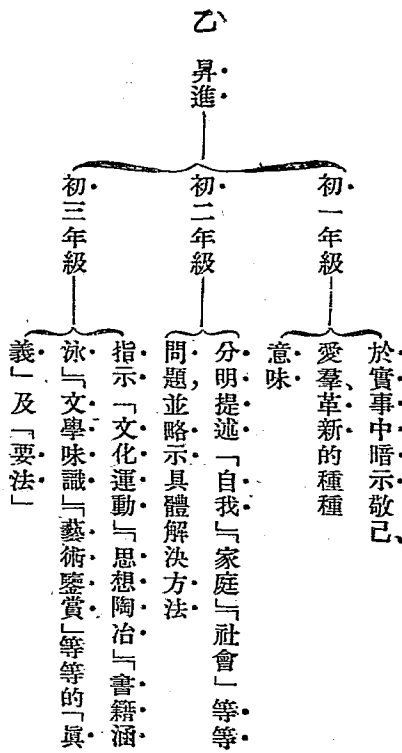 乙 昇進
初一年級
於實事中暗示敬己、
愛羣、革新的種種
意味
初二年級
分明提述「自我」「家庭」「社會」等等
問題，並略示具體解決方法
初三年級
指示「文化運動」「思想陶冶」「書籍涵
泳」「文學味識」「藝術鑒賞」等等的「眞
義」及「要法」